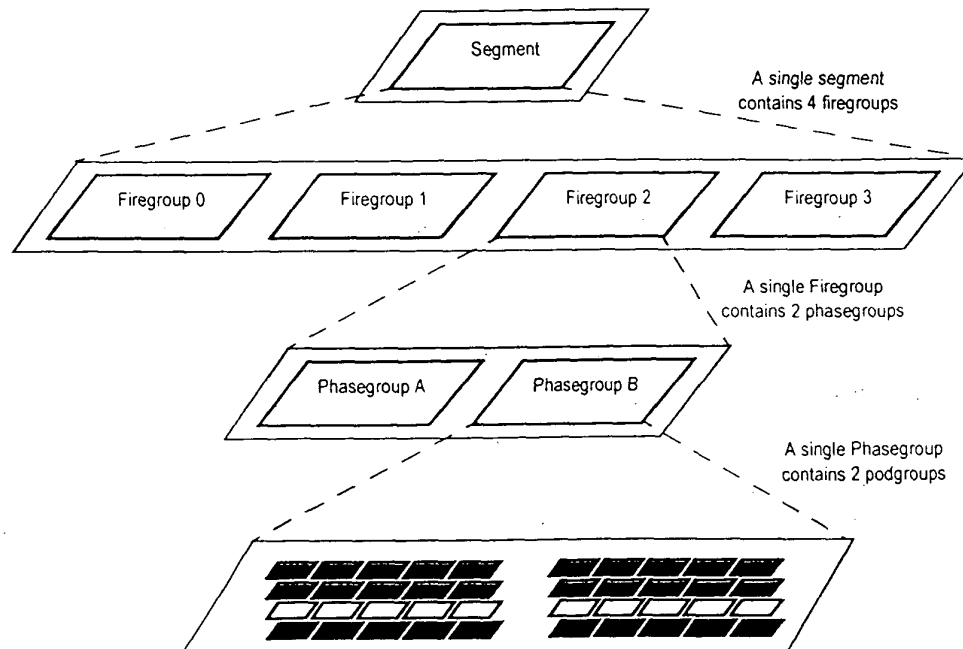 Segment
A single segment
contains 4 firegroups
Firegroup 0
Firegroup 1
Firegroup 2
Firegroup 3
A single Firegroup
contains 2 phasegroups
Phasegroup A
Phasegroup B
A single Phasegroup
contains 2 podgroups